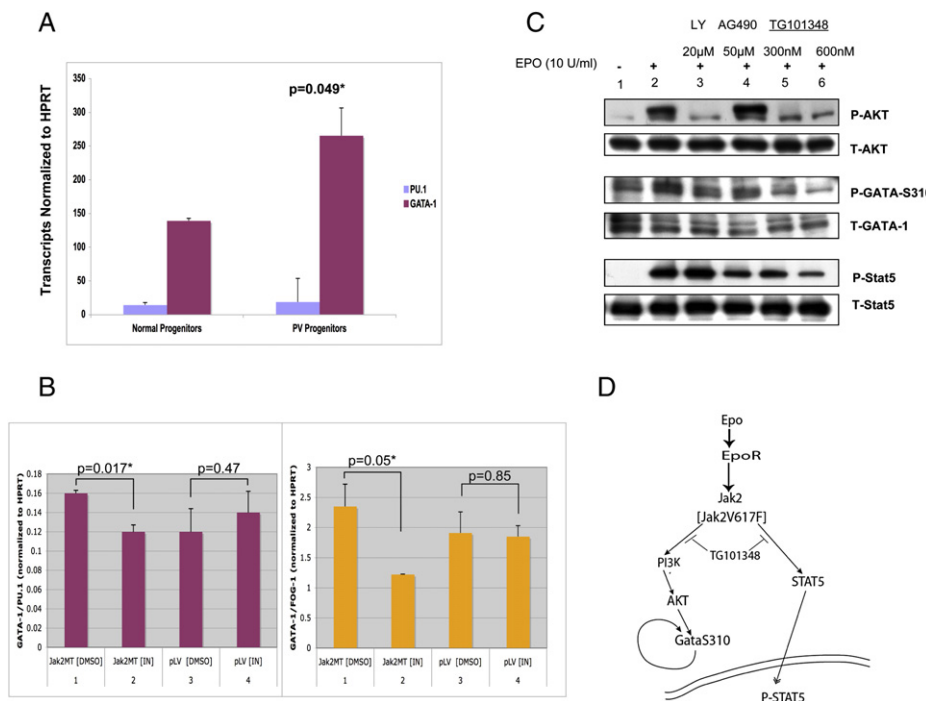 A
Transcripts Normalized to HPRT
350
300
250
200
150
100
50
0
p=0.049*
PU.1
GATA-1
Normal Progenitors
PV Progenitors
B
GATA-1/PU.1 (normalized to HPRT)
0.18
0.16
0.14
0.12
0.1
0.08
0.06
0.04
0.02
0
p=0.017*
p=0.47
Jak2MT [DMSO]
Jak2MT [IN]
pLV [DMSO]
pLV [IN]
1
2
3
4
GATA-1/FOG-1 (normalized to HPRT)
3
2.5
2
1.5
1
0.5
0
p=0.05*
p=0.85
Jak2MT [DMSO]
Jak2MT [IN]
pLV [DMSO]
pLV [IN]
1
2
3
4
C
LY AG490 TG101348
20µM 50µM 300nM 600nM
EPO (10 U/ml) - + + + + +
1 2 3 4 5 6
P-AKT
T-AKT
P-GATA-S310
T-GATA-1
P-Stat5
T-Stat5
D
Epo
EpoR
Jak2
[Jak2V617F]
TG101348
PI3K
STAT5
AKT
GataS310
P-STAT5